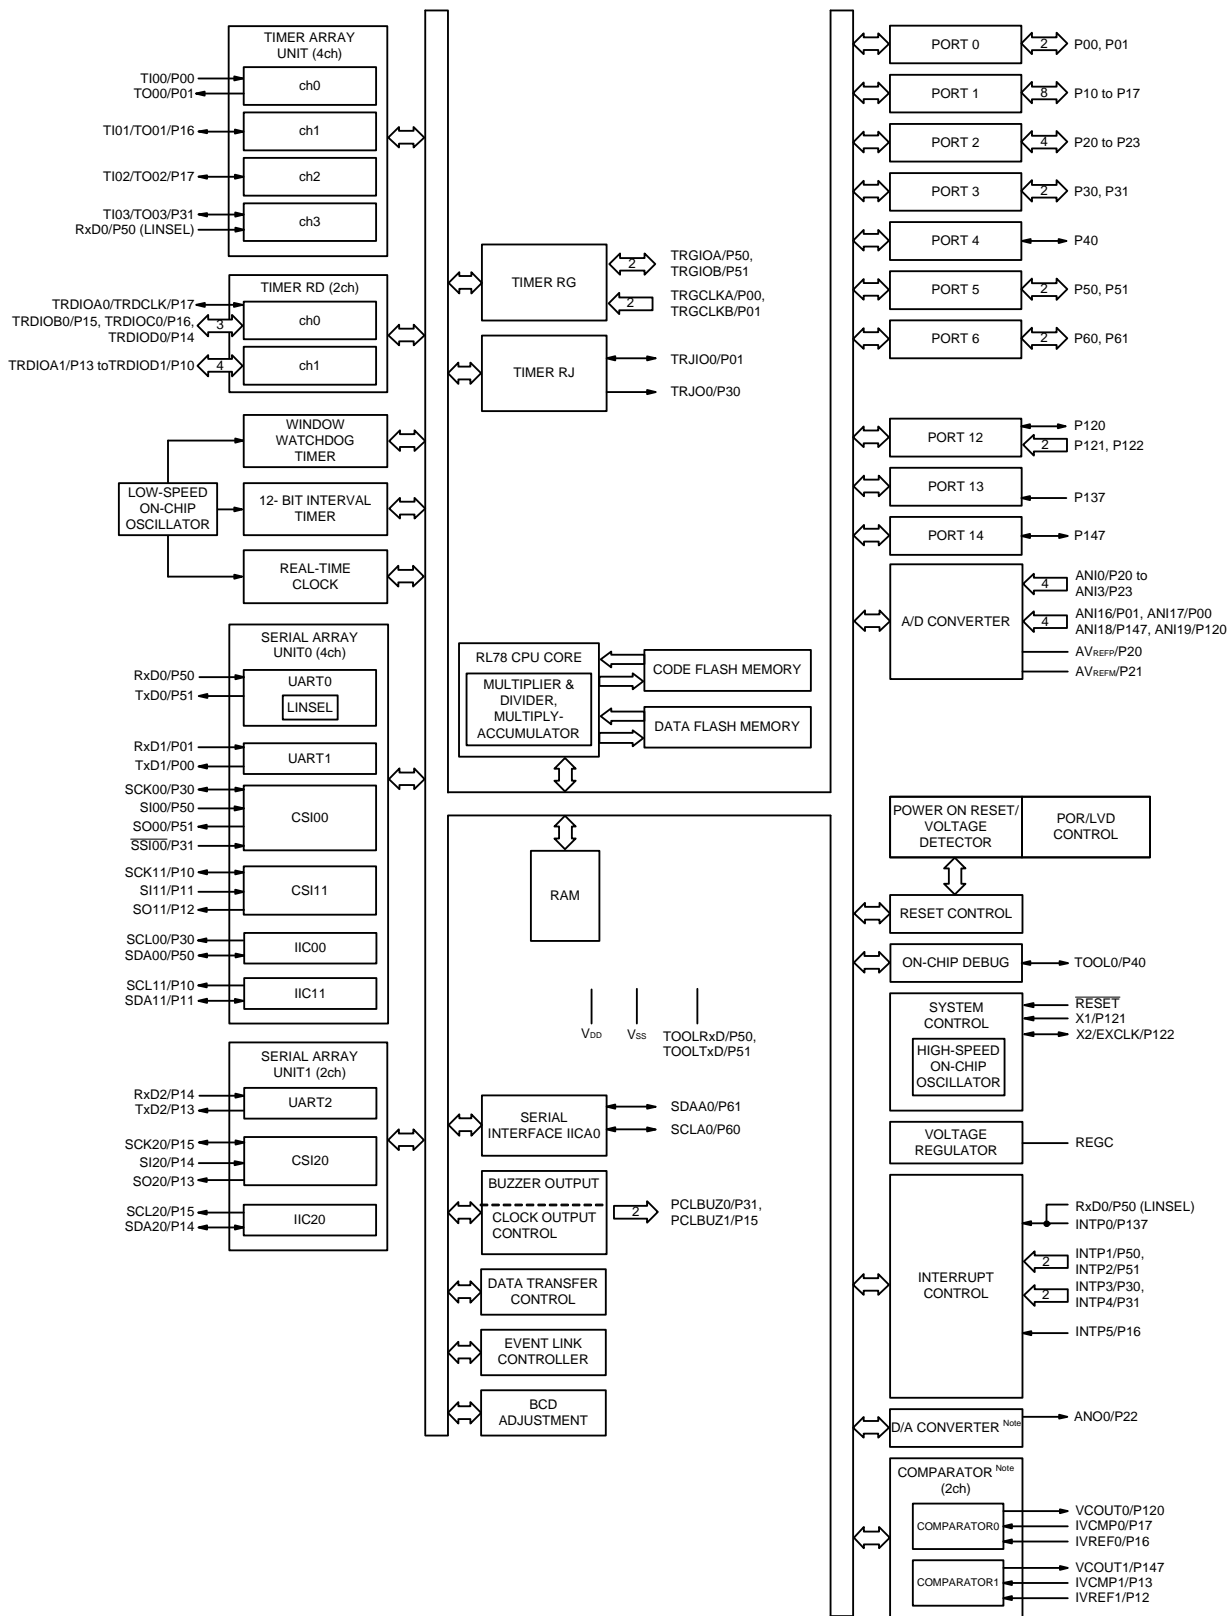 TIMER ARRAY
UNIT (4ch)
TI00/P00
TO00/P01
ch0
TI01/TO01/P16
ch1
TI02/TO02/P17
ch2
TI03/TO03/P31
RxD0/P50 (LINSEL)
ch3
TIMER RD (2ch)
TRDIOA0/TRDCLK/P17
TRDIOB0/P15, TRDIOC0/P16,
TRDIOD0/P14
3
ch0
TRDIOA1/P13 toTRDIOD1/P10
4
ch1
WINDOW
WATCHDOG
TIMER
LOW-SPEED
ON-CHIP
OSCILLATOR
12- BIT INTERVAL
TIMER
REAL-TIME
CLOCK
SERIAL ARRAY
UNIT0 (4ch)
RxD0/P50
TxD0/P51
UART0
LINSEL
RxD1/P01
TxD1/P00
UART1
SCK00/P30
SI00/P50
SO00/P51
SSI00/P31
CSI00
SCK11/P10
SI11/P11
SO11/P12
CSI11
SCL00/P30
SDA00/P50
IIC00
SCL11/P10
SDA11/P11
IIC11
SERIAL ARRAY
UNIT1 (2ch)
RxD2/P14
TxD2/P13
UART2
SCK20/P15
SI20/P14
SO20/P13
CSI20
SCL20/P15
SDA20/P14
IIC20
TIMER RG
2
TRGIOA/P50,
TRGIOB/P51
2
TRGCLKA/P00,
TRGCLKB/P01
TIMER RJ
TRJIO0/P01
TRJO0/P30
RL78 CPU CORE
MULTIPLIER &
DIVIDER,
MULTIPLY-
ACCUMULATOR
CODE FLASH MEMORY
DATA FLASH MEMORY
RAM
VDD
VSS
TOOLRxD/P50,
TOOLTxD/P51
SERIAL
INTERFACE IICA0
SDAA0/P61
SCLA0/P60
BUZZER OUTPUT
CLOCK OUTPUT
CONTROL
2
PCLBUZ0/P31,
PCLBUZ1/P15
DATA TRANSFER
CONTROL
EVENT LINK
CONTROLLER
BCD
ADJUSTMENT
PORT 0
2
P00, P01
PORT 1
8
P10 to P17
PORT 2
4
P20 to P23
PORT 3
2
P30, P31
PORT 4
P40
PORT 5
2
P50, P51
PORT 6
2
P60, P61
PORT 12
P120
2
P121, P122
PORT 13
P137
PORT 14
P147
A/D CONVERTER
4
ANI0/P20 to
ANI3/P23
4
ANI16/P01, ANI17/P00
ANI18/P147, ANI19/P120
AVREFP/P20
AVREFM/P21
POWER ON RESET/
VOLTAGE
DETECTOR
POR/LVD
CONTROL
RESET CONTROL
ON-CHIP DEBUG
TOOL0/P40
SYSTEM
CONTROL
HIGH-SPEED
ON-CHIP
OSCILLATOR
RESET
X1/P121
X2/EXCLK/P122
VOLTAGE
REGULATOR
REGC
INTERRUPT
CONTROL
RxD0/P50 (LINSEL)
INTP0/P137
2
INTP1/P50,
INTP2/P51
2
INTP3/P30,
INTP4/P31
INTP5/P16
D/A CONVERTER Note
ANO0/P22
COMPARATOR Note
(2ch)
COMPARATOR0
VCOUT0/P120
IVCMP0/P17
IVREF0/P16
COMPARATOR1
VCOUT1/P147
IVCMP1/P13
IVREF1/P12